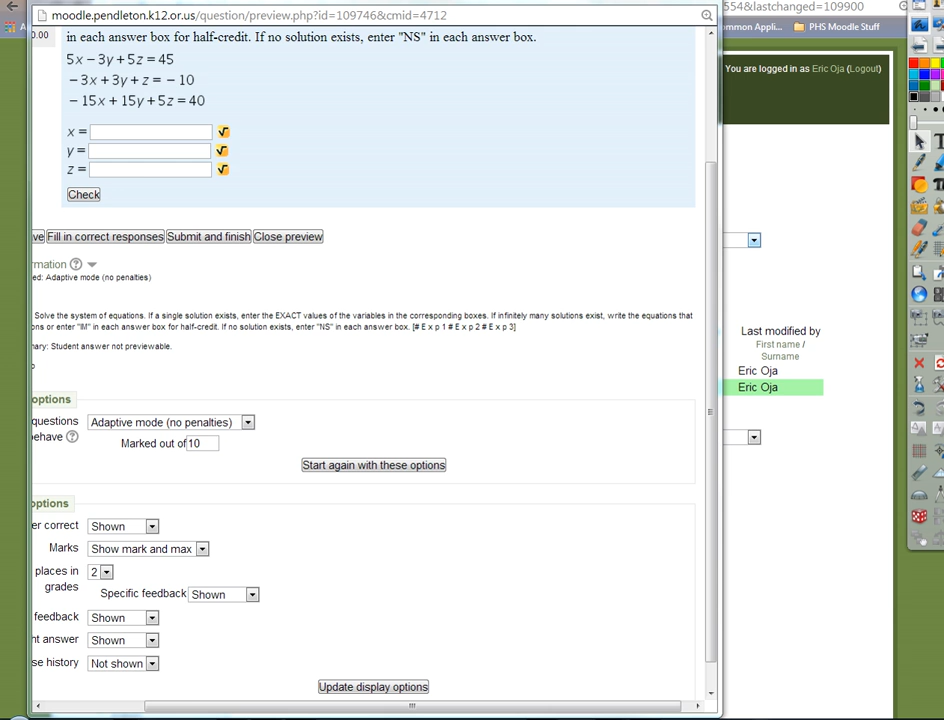 moodle.pendleton.k12.or.us/question/preview.php?id=109746&cmid=4712
554&lastchanged=109900
0.00
in each answer box for half-credit. If no solution exists, enter "NS" in each answer box.
ommon Appli...
PHS Moodle Stuff
5x − 3y + 5z = 45
− 3x + 3y + z = − 10
− 15x + 15y + 5z = 40
You are logged in as Eric Oja (Logout)
x =
y =
z =
Check
ve Fill in correct responses Submit and finish Close preview
rmation
ed: Adaptive mode (no penalties)
Solve the system of equations. If a single solution exists, enter the EXACT values of the variables in the corresponding boxes. If infinitely many solutions exist, write the equations that
ons or enter "IM" in each answer box for half-credit. If no solution exists, enter "NS" in each answer box. [# E x p 1 # E x p 2 # E x p 3]
nary: Student answer not previewable.
Last modified by
First name /
Surname
Eric Oja
Eric Oja
options
questions Adaptive mode (no penalties)
ehave
Marked out of 10
Start again with these options
options
er correct Shown
Marks Show mark and max
places in 2
grades
Specific feedback Shown
feedback Shown
nt answer Shown
se history Not shown
Update display options